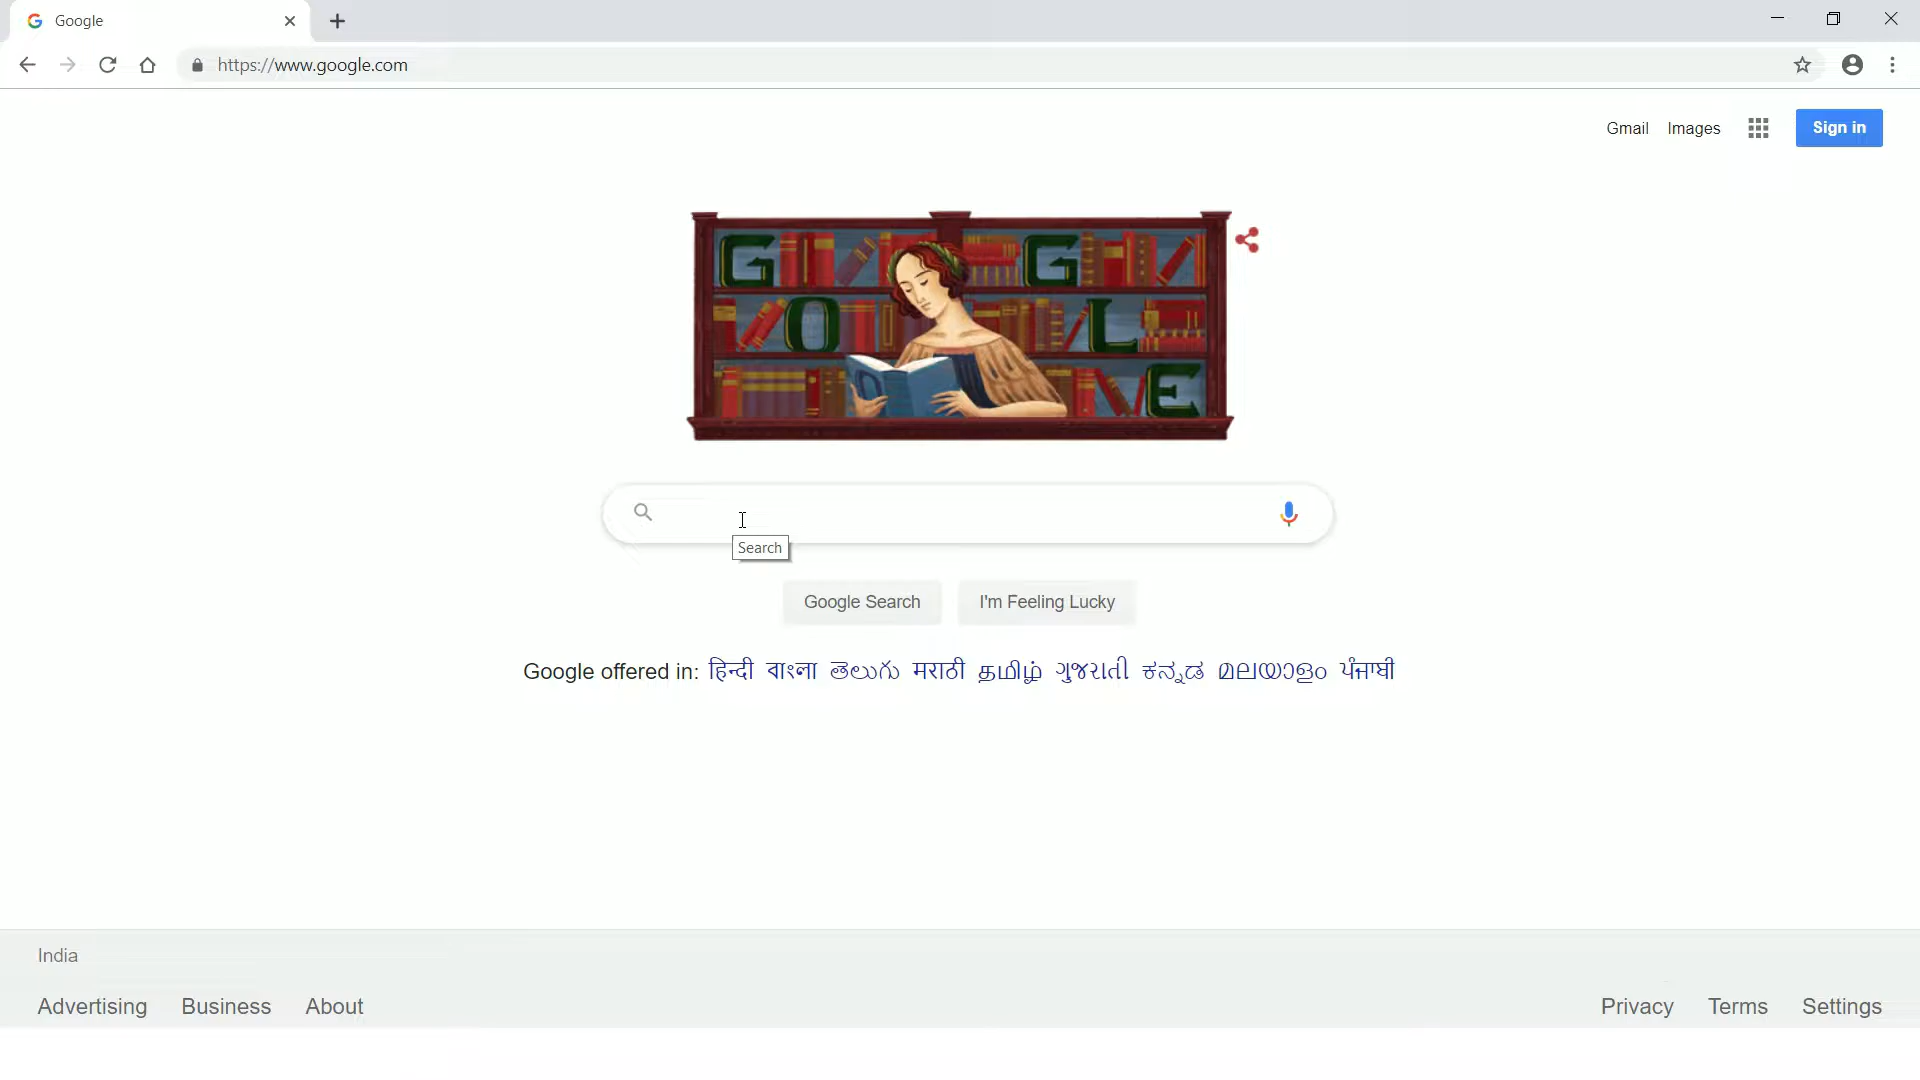 Google
https://www.google.com
Gmail Images Sign in
G G
O L
E
Search
Google Search I'm Feeling Lucky
Google offered in: हिन्दी বাংলা తెలుగు मराठी தமிழ் ગુજરાતી ಕನ್ನಡ മലയാളം ਪੰਜਾਬੀ
India
Advertising Business About Privacy Terms Settings